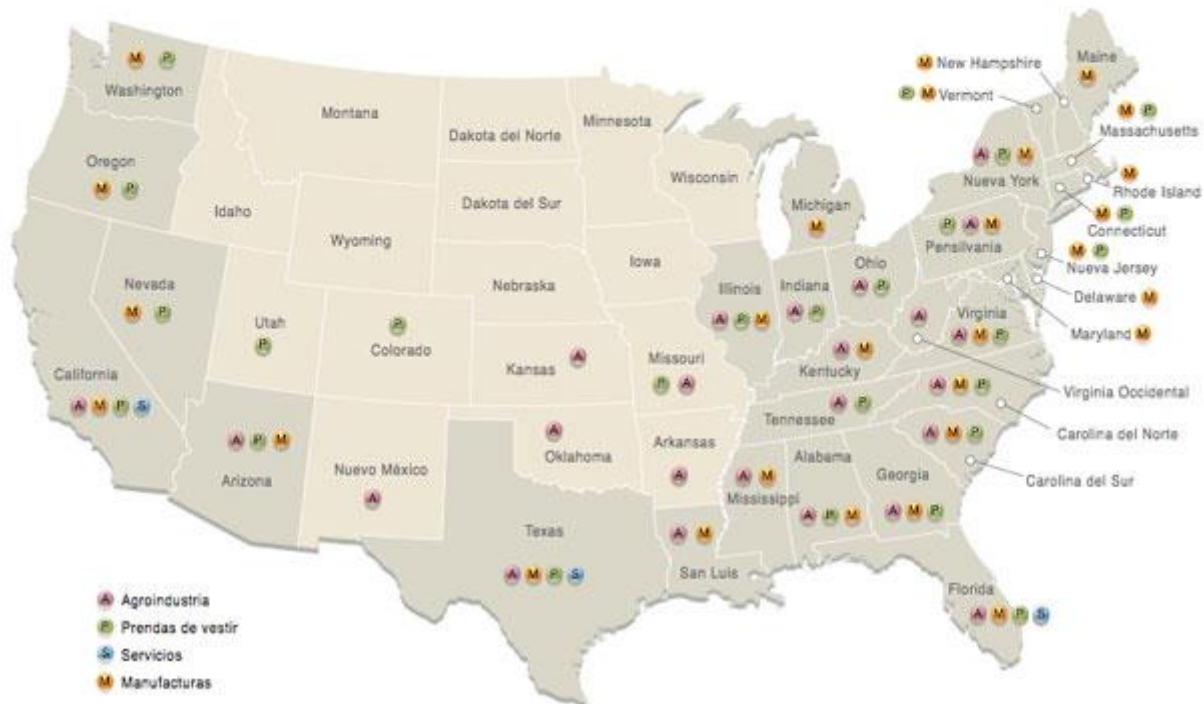 M P
Washington
Montana
Dakota del Norte
Minnesota
M New Hampshire
P M Vermont
Maine
M
M P
Massachusetts
Oregon
M P
Idaho
Wyoming
Dakota del Sur
Wisconsin
Michigan
M
A P M
Nueva York
M
Rhode Island
M P
Connecticut
P A M
Pensilvania
M P
Nueva Jersey
Delaware M
Maryland M
Nevada
M P
Utah
P
P
Colorado
Nebraska
Iowa
Illinois
A P M
Indiana
A P
Ohio
A P
A
Virginia
A M P
California
A M P S
Kansas A
Missouri
P A
A M
Kentucky
Virginia Occidental
A P
Tennessee
A M P
Carolina del Norte
A M P
Carolina del Sur
A P M
Arizona
Nuevo México
A
A
Oklahoma
Arkansas
A
A M
Mississippi
Alabama
A P M
Georgia
A M P
Texas
A M P S
A M
San Luis
Florida
A M P S
A Agroindustria
P Prendas de vestir
S Servicios
M Manufacturas